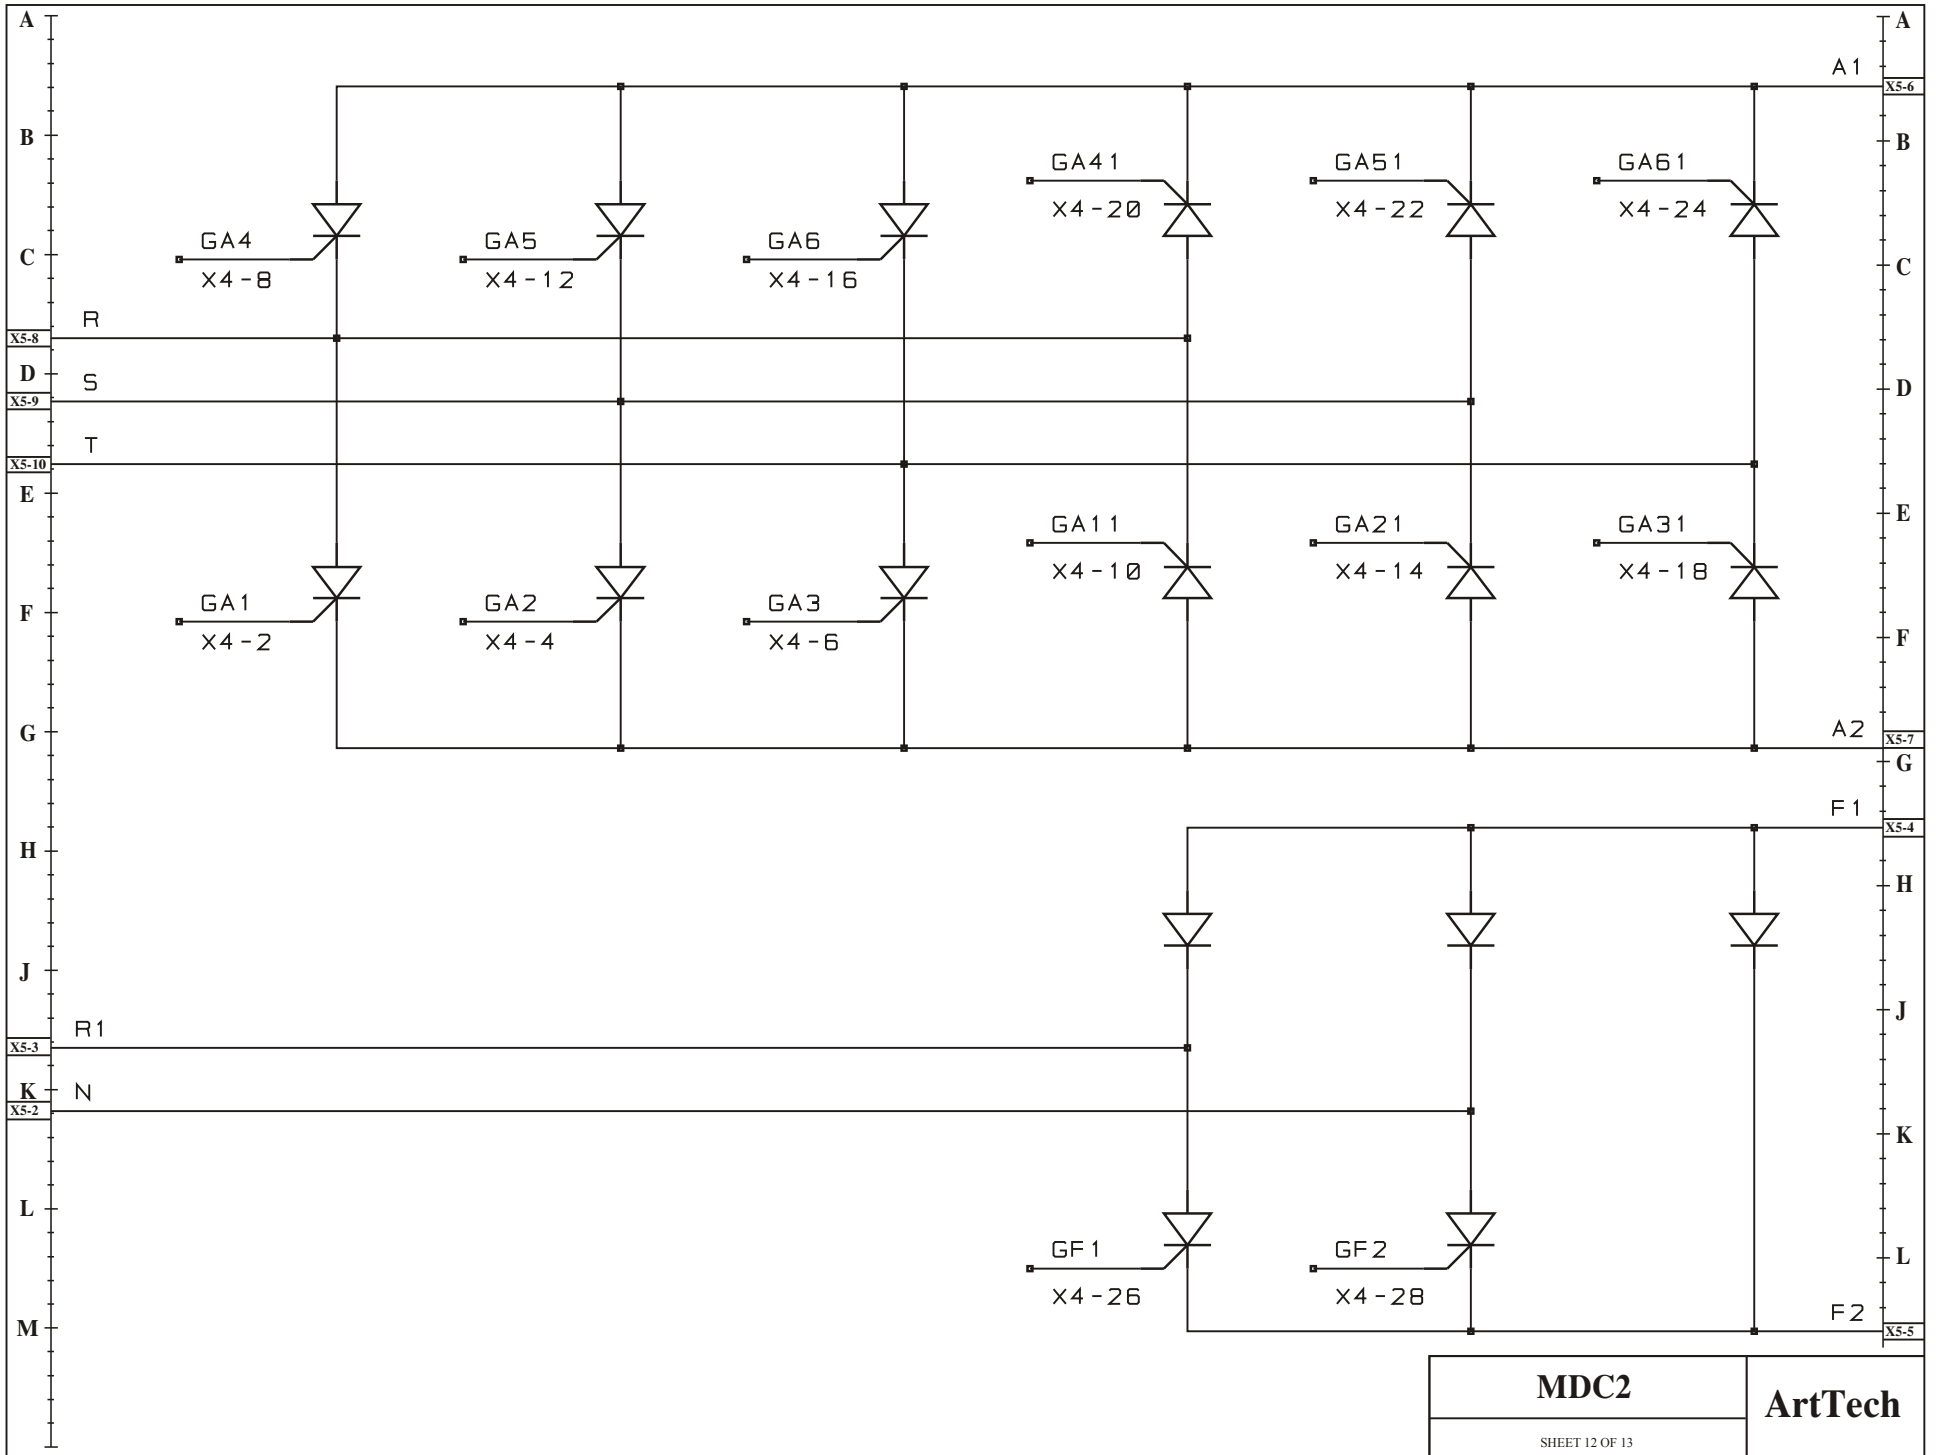 A A
A1
X5-6
B B
GA41 GA51 GA61
X4-20 X4-22 X4-24
GA4 GA5 GA6
C C
X4-8 X4-12 X4-16
R
X5-8
D S D
X5-9
T
X5-10
E E
GA11 GA21 GA31
X4-10 X4-14 X4-18
GA1 GA2 GA3
F F
X4-2 X4-4 X4-6
G A2
X5-7
G
F1
X5-4
H H
J J
R1
X5-3
K N
X5-2
K
L L
GF1 GF2
X4-26 X4-28
M F2
X5-5
MDC2
ArtTech
SHEET 12 OF 13